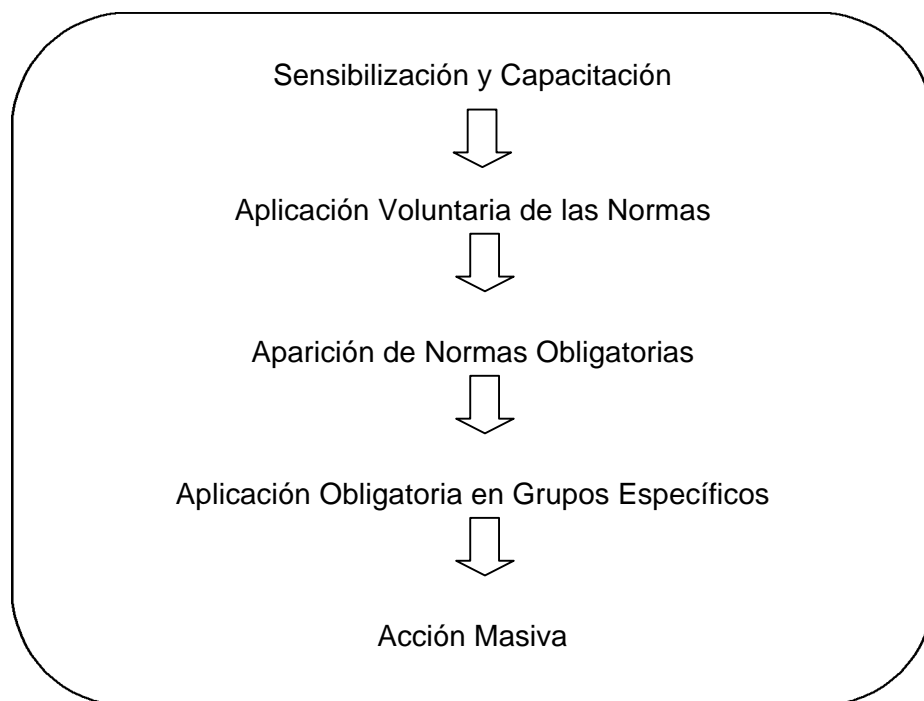 Sensibilización y Capacitación
Aplicación Voluntaria de las Normas
Aparición de Normas Obligatorias
Aplicación Obligatoria en Grupos Específicos
Acción Masiva